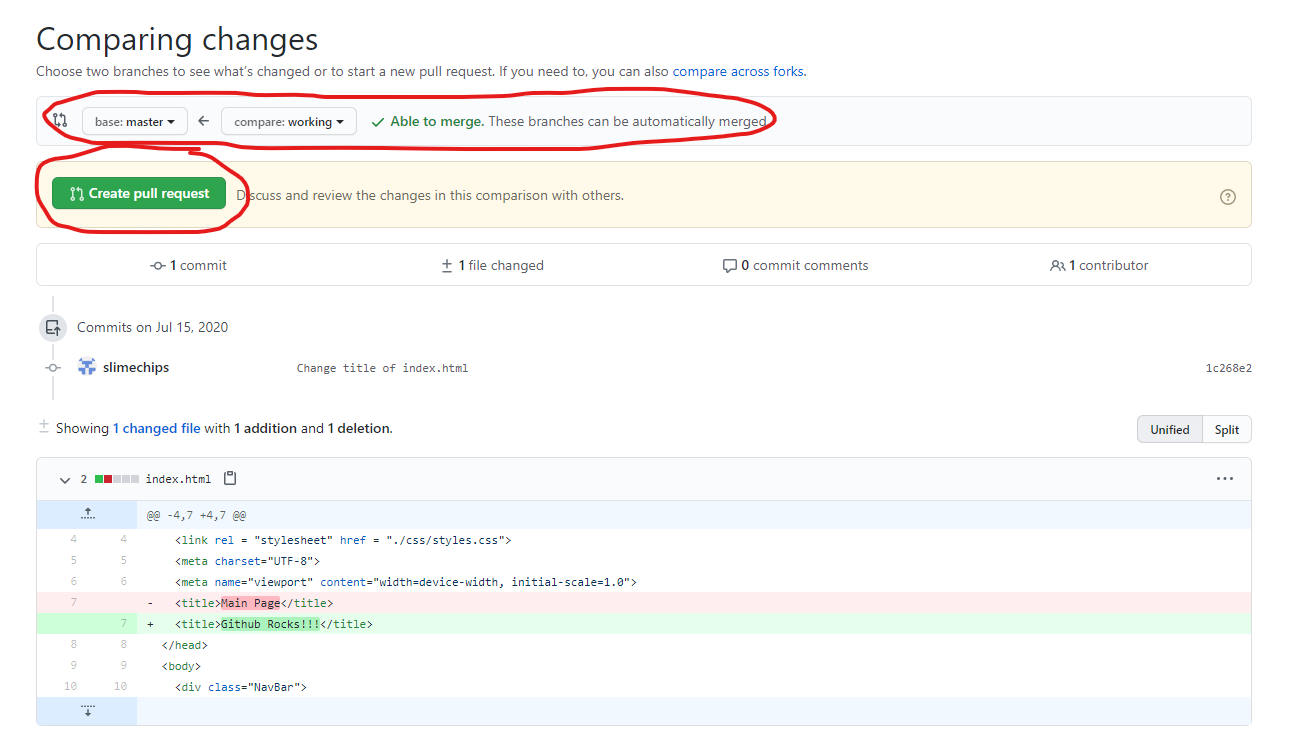 Comparing changes
Choose two branches to see what's changed or to start a new pull request. If you need to, you can also compare across forks.
base: master compare: working Able to merge. These branches can be automatically merged.
Create pull request Discuss and review the changes in this comparison with others.
1 commit 1 file changed 0 commit comments 1 contributor
Commits on Jul 15, 2020
slimechips Change title of index.html 1c268e2
Showing 1 changed file with 1 addition and 1 deletion. Unified Split
2 index.html
@@ -4,7 +4,7 @@
4 4 <link rel = "stylesheet" href = "./css/styles.css">
5 5 <meta charset="UTF-8">
6 6 <meta name="viewport" content="width=device-width, initial-scale=1.0">
7 - <title>Main Page</title>
7 + <title>Github Rocks!!!</title>
8 8 </head>
9 9 <body>
10 10 <div class="NavBar">